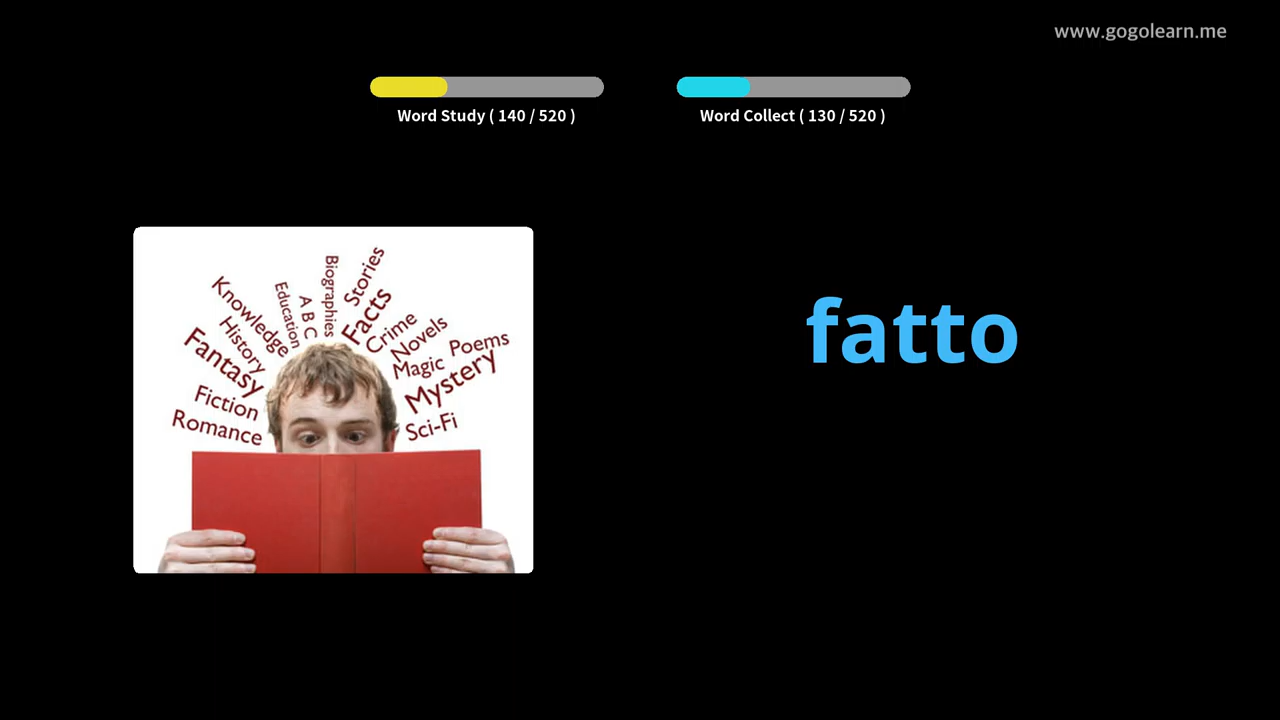 www.gogolearn.me
Word Study ( 140 / 520 )
Word Collect ( 130 / 520 )
Romance
Fiction
Fantasy
History
Knowledge
Education
A B C
Biographies
Stories
Facts
Crime
Novels
Magic
Poems
Mystery
Sci-Fi
fatto